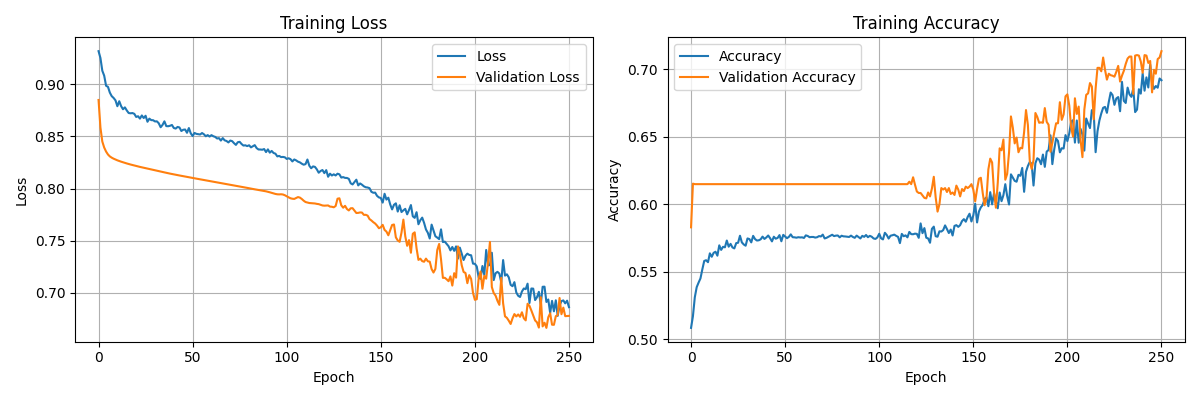 Training Loss
Loss
Validation Loss
0.90
0.85
0.80
0.75
0.70
Loss
0
50
100
150
200
250
Epoch
Training Accuracy
Accuracy
Validation Accuracy
0.70
0.65
0.60
0.55
0.50
Accuracy
0
50
100
150
200
250
Epoch